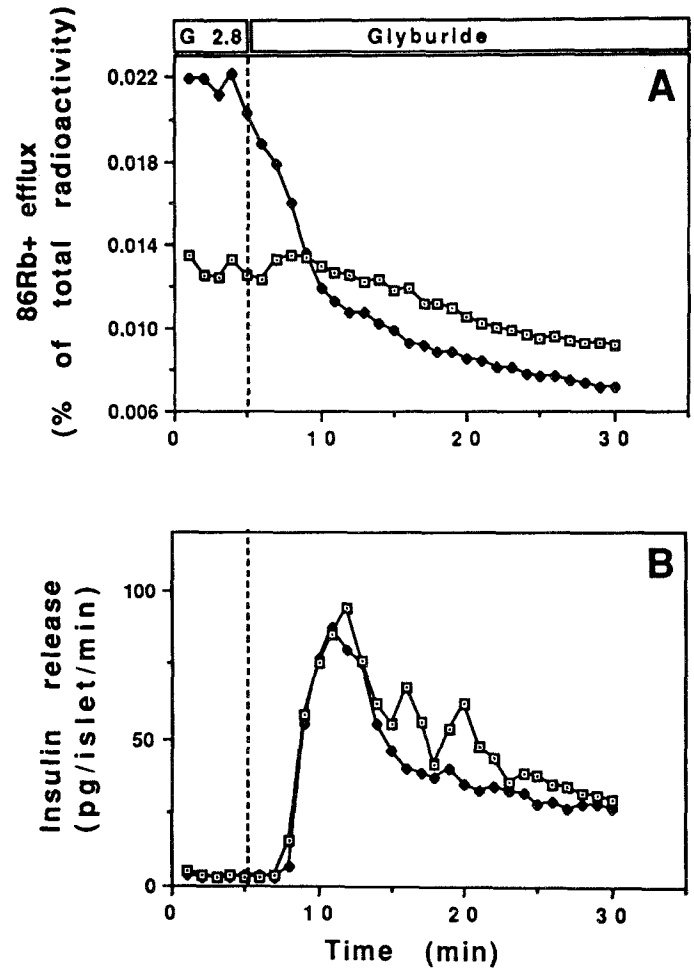 G 2.8 Glyburide
A
86Rb+ efflux
(% of total radioactivity)
0.022
0.018
0.014
0.010
0.006
0 10 20 30
B
Insulin release
(pg/islet/min)
100
50
0
0 10 20 30
Time (min)